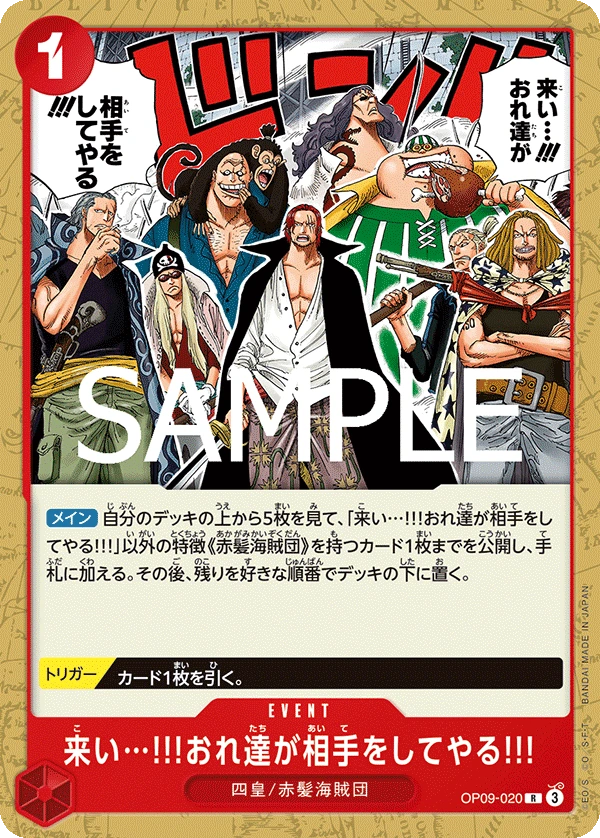 1
来い…!!!
おれ達が
相手を
してやる
!!!
ドーン
SAMPLE
メイン 自分のデッキの上から5枚を見て、「来い…!!!おれ達が相手をし
てやる!!!」以外の特徴《赤髪海賊団》を持つカード1枚までを公開し、手
札に加える。その後、残りを好きな順番でデッキの下に置く。
トリガー カード1枚を引く。
EVENT
来い…!!!おれ達が相手をしてやる!!!
四皇/赤髪海賊団
OP09-020 R 3
BANDAI MADE IN JAPAN